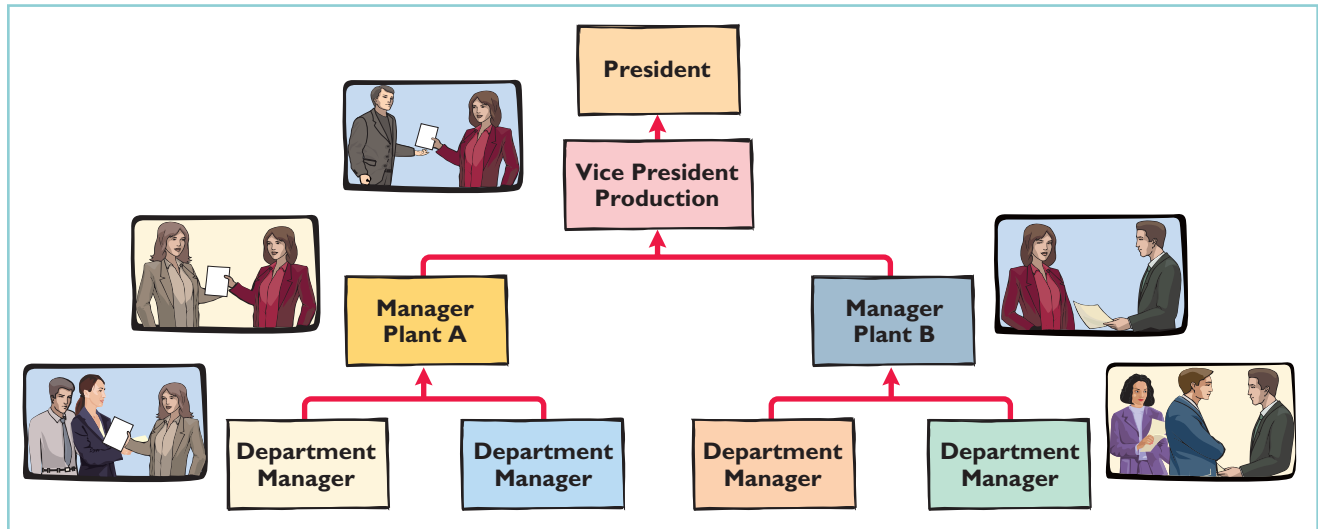 President
Vice President
Production
Manager
Plant A
Manager
Plant B
Department
Manager
Department
Manager
Department
Manager
Department
Manager